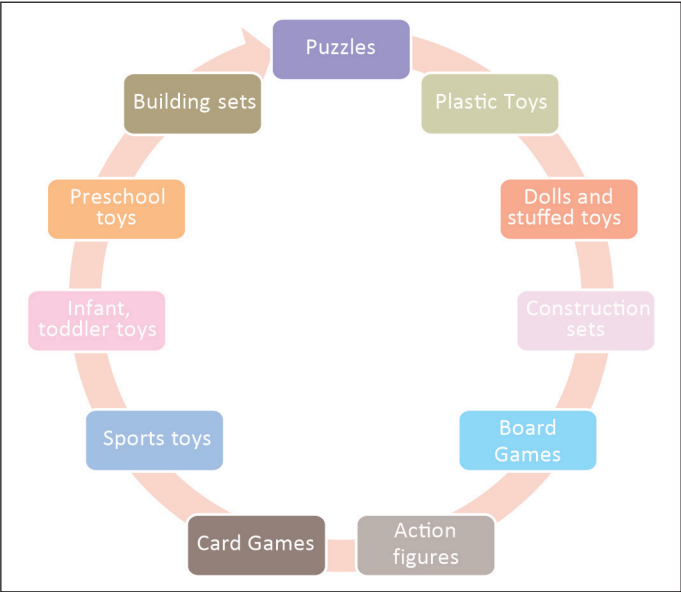 Puzzles
Plastic Toys
Dolls and
stuffed toys
Construction
sets
Board
Games
Action
figures
Card Games
Sports toys
Infant,
toddler toys
Preschool
toys
Building sets